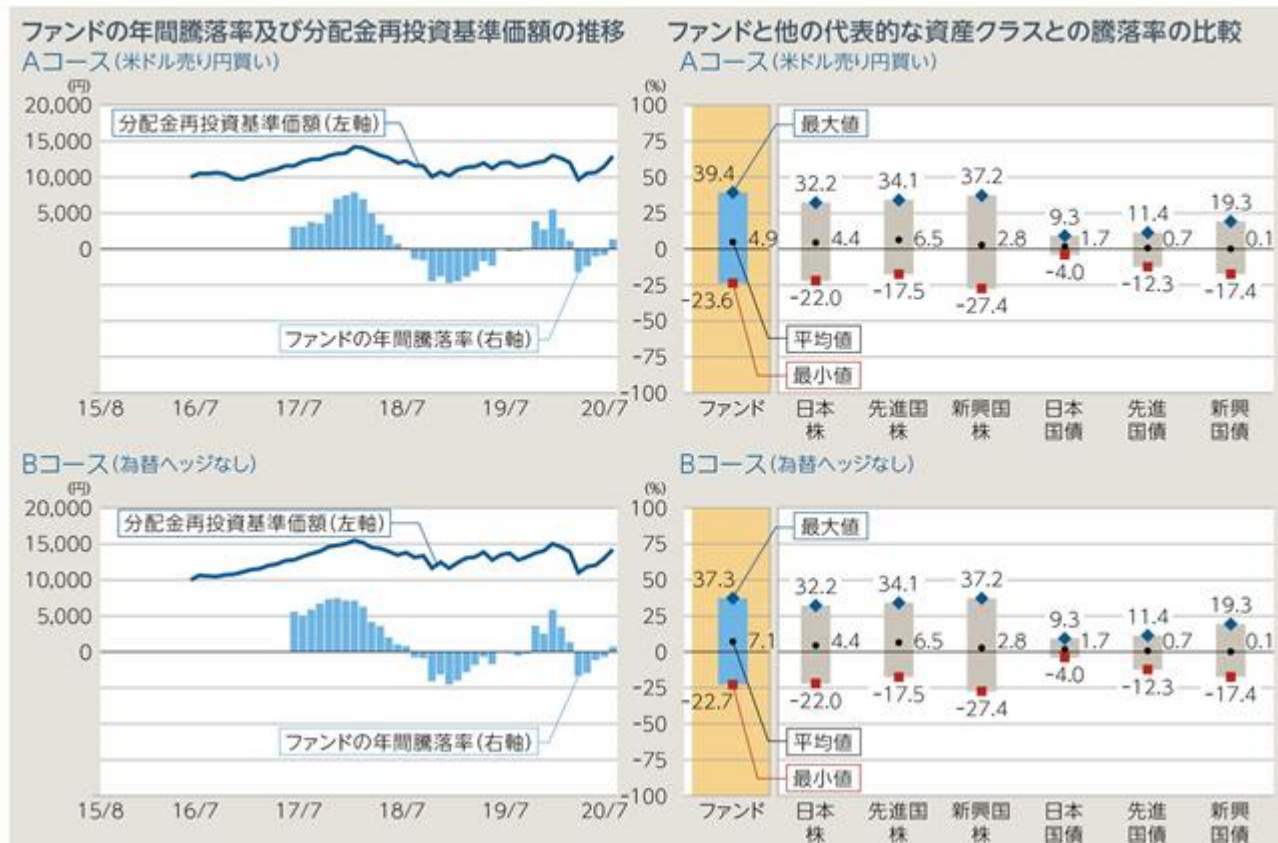 ファンドの年間騰落率及び分配金再投資基準価額の推移
Aコース(米ドル売り円買い)
(円)
20,000
15,000
10,000
5,000
0
分配金再投資基準価額(左軸)
ファンドの年間騰落率(右軸)
15/8 16/7 17/7 18/7 19/7 20/7
ファンドと他の代表的な資産クラスとの騰落率の比較
Aコース(米ドル売り円買い)
(%)
100
75
50
25
0
-25
-50
-75
-100
最大値
39.4 32.2 34.1 37.2 9.3 11.4 19.3
4.9 4.4 6.5 2.8 1.7 0.7 0.1
-23.6 -22.0 -17.5 -27.4 -4.0 -12.3 -17.4
平均値
最小値
ファンド 日本 先進国 新興国 日本 先進 新興
株 株 株 国債 国債 国債
Bコース(為替ヘッジなし)
(円)
20,000
15,000
10,000
5,000
0
分配金再投資基準価額(左軸)
ファンドの年間騰落率(右軸)
15/8 16/7 17/7 18/7 19/7 20/7
Bコース(為替ヘッジなし)
(%)
100
75
50
25
0
-25
-50
-75
-100
最大値
37.3 32.2 34.1 37.2 9.3 11.4 19.3
7.1 4.4 6.5 2.8 1.7 0.7 0.1
-22.7 -22.0 -17.5 -27.4 -4.0 -12.3 -17.4
平均値
最小値
ファンド 日本 先進国 新興国 日本 先進 新興
株 株 株 国債 国債 国債